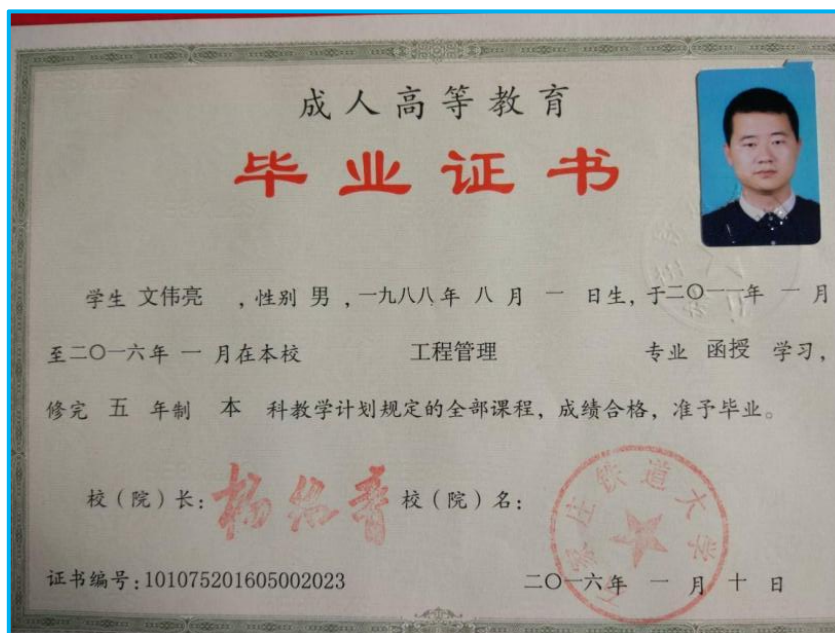 成人高等教育
毕业证书
学生 文伟亮 ，性别 男 ，一九八八年 八 月 一 日生，于二〇一一年 一 月
至二〇一六年 一 月在本校 工程管理 专业 函授 学习，
修完 五 年制 本 科教学计划规定的全部课程，成绩合格，准予毕业。
校（院）长： 校（院）名：
石家庄铁道大学
证书编号：101075201605002023 二〇一六年 一 月 十 日